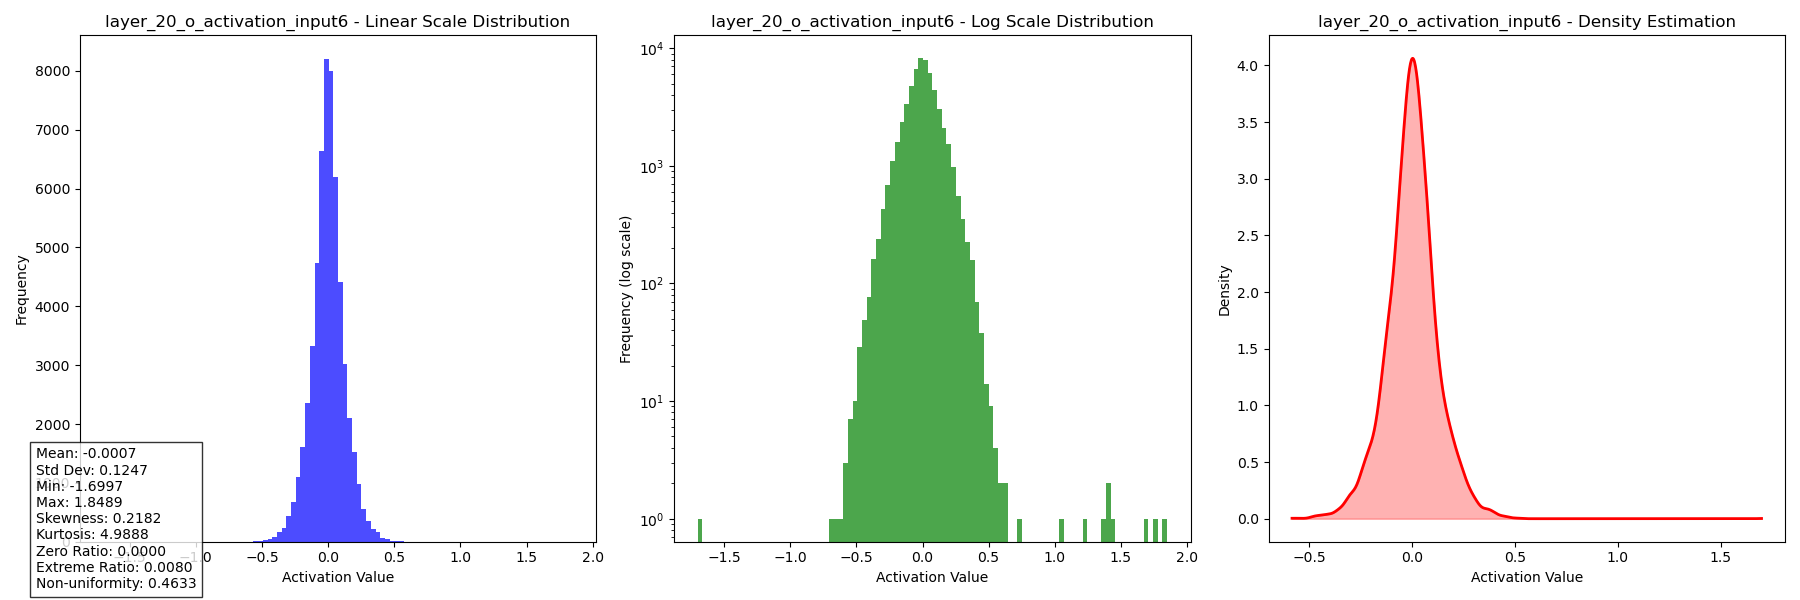 layer_20_o_activation_input6 - Linear Scale Distribution
Frequency
8000
7000
6000
5000
4000
3000
2000
Mean: -0.0007
Std Dev: 0.1247
Min: -1.6997
Max: 1.8489
Skewness: 0.2182
Kurtosis: 4.9888
Zero Ratio: 0.0000
Extreme Ratio: 0.0080
Non-uniformity: 0.4633
−0.5 0.0 0.5 1.0 1.5 2.0
Activation Value
layer_20_o_activation_input6 - Log Scale Distribution
Frequency (log scale)
10⁴
10³
10²
10¹
10⁰
−1.5 −1.0 −0.5 0.0 0.5 1.0 1.5 2.0
Activation Value
layer_20_o_activation_input6 - Density Estimation
Density
4.0
3.5
3.0
2.5
2.0
1.5
1.0
0.5
0.0
−0.5 0.0 0.5 1.0 1.5
Activation Value